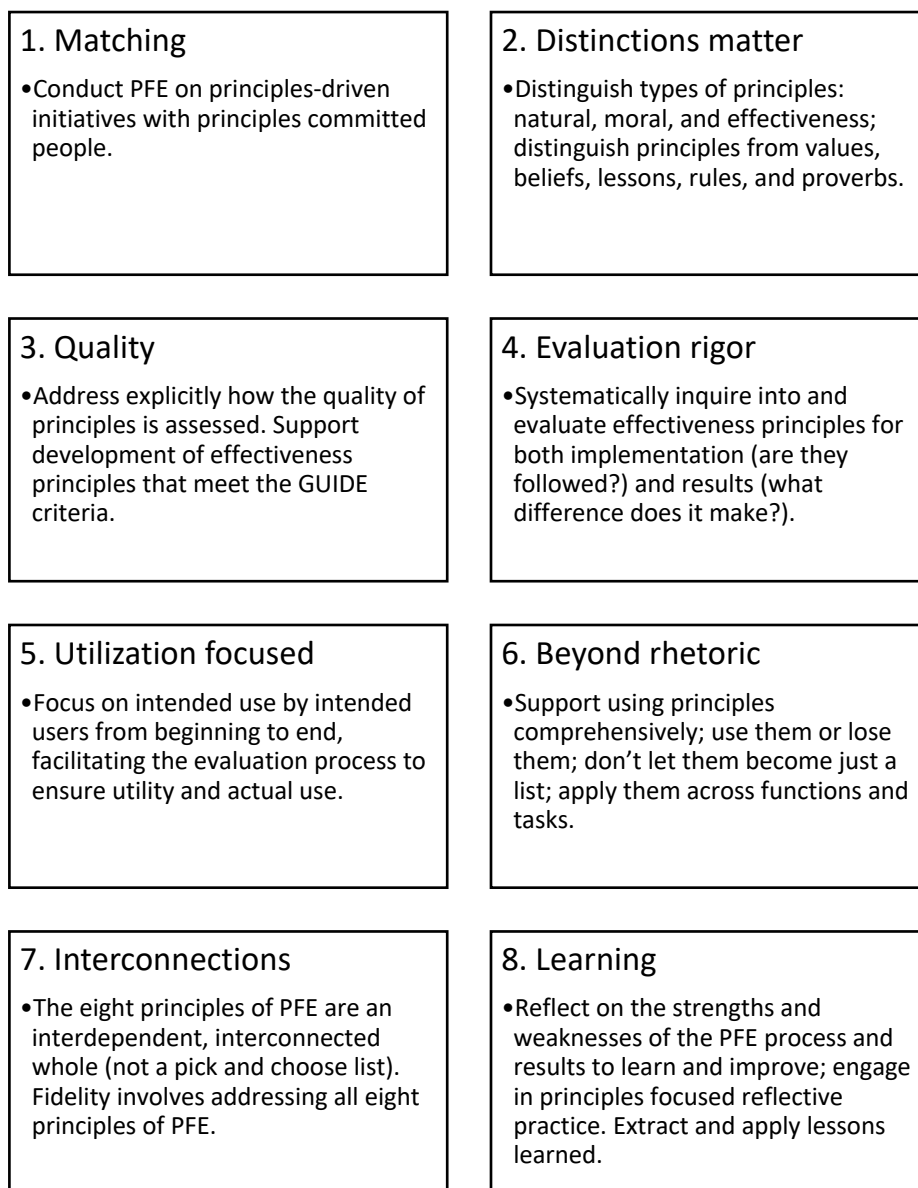 1. Matching
•Conduct PFE on principles-driven
initiatives with principles committed
people.
2. Distinctions matter
•Distinguish types of principles:
natural, moral, and effectiveness;
distinguish principles from values,
beliefs, lessons, rules, and proverbs.
3. Quality
•Address explicitly how the quality of
principles is assessed. Support
development of effectiveness
principles that meet the GUIDE
criteria.
4. Evaluation rigor
•Systematically inquire into and
evaluate effectiveness principles for
both implementation (are they
followed?) and results (what
difference does it make?).
5. Utilization focused
•Focus on intended use by intended
users from beginning to end,
facilitating the evaluation process to
ensure utility and actual use.
6. Beyond rhetoric
•Support using principles
comprehensively; use them or lose
them; don’t let them become just a
list; apply them across functions and
tasks.
7. Interconnections
•The eight principles of PFE are an
interdependent, interconnected
whole (not a pick and choose list).
Fidelity involves addressing all eight
principles of PFE.
8. Learning
•Reflect on the strengths and
weaknesses of the PFE process and
results to learn and improve; engage
in principles focused reflective
practice. Extract and apply lessons
learned.